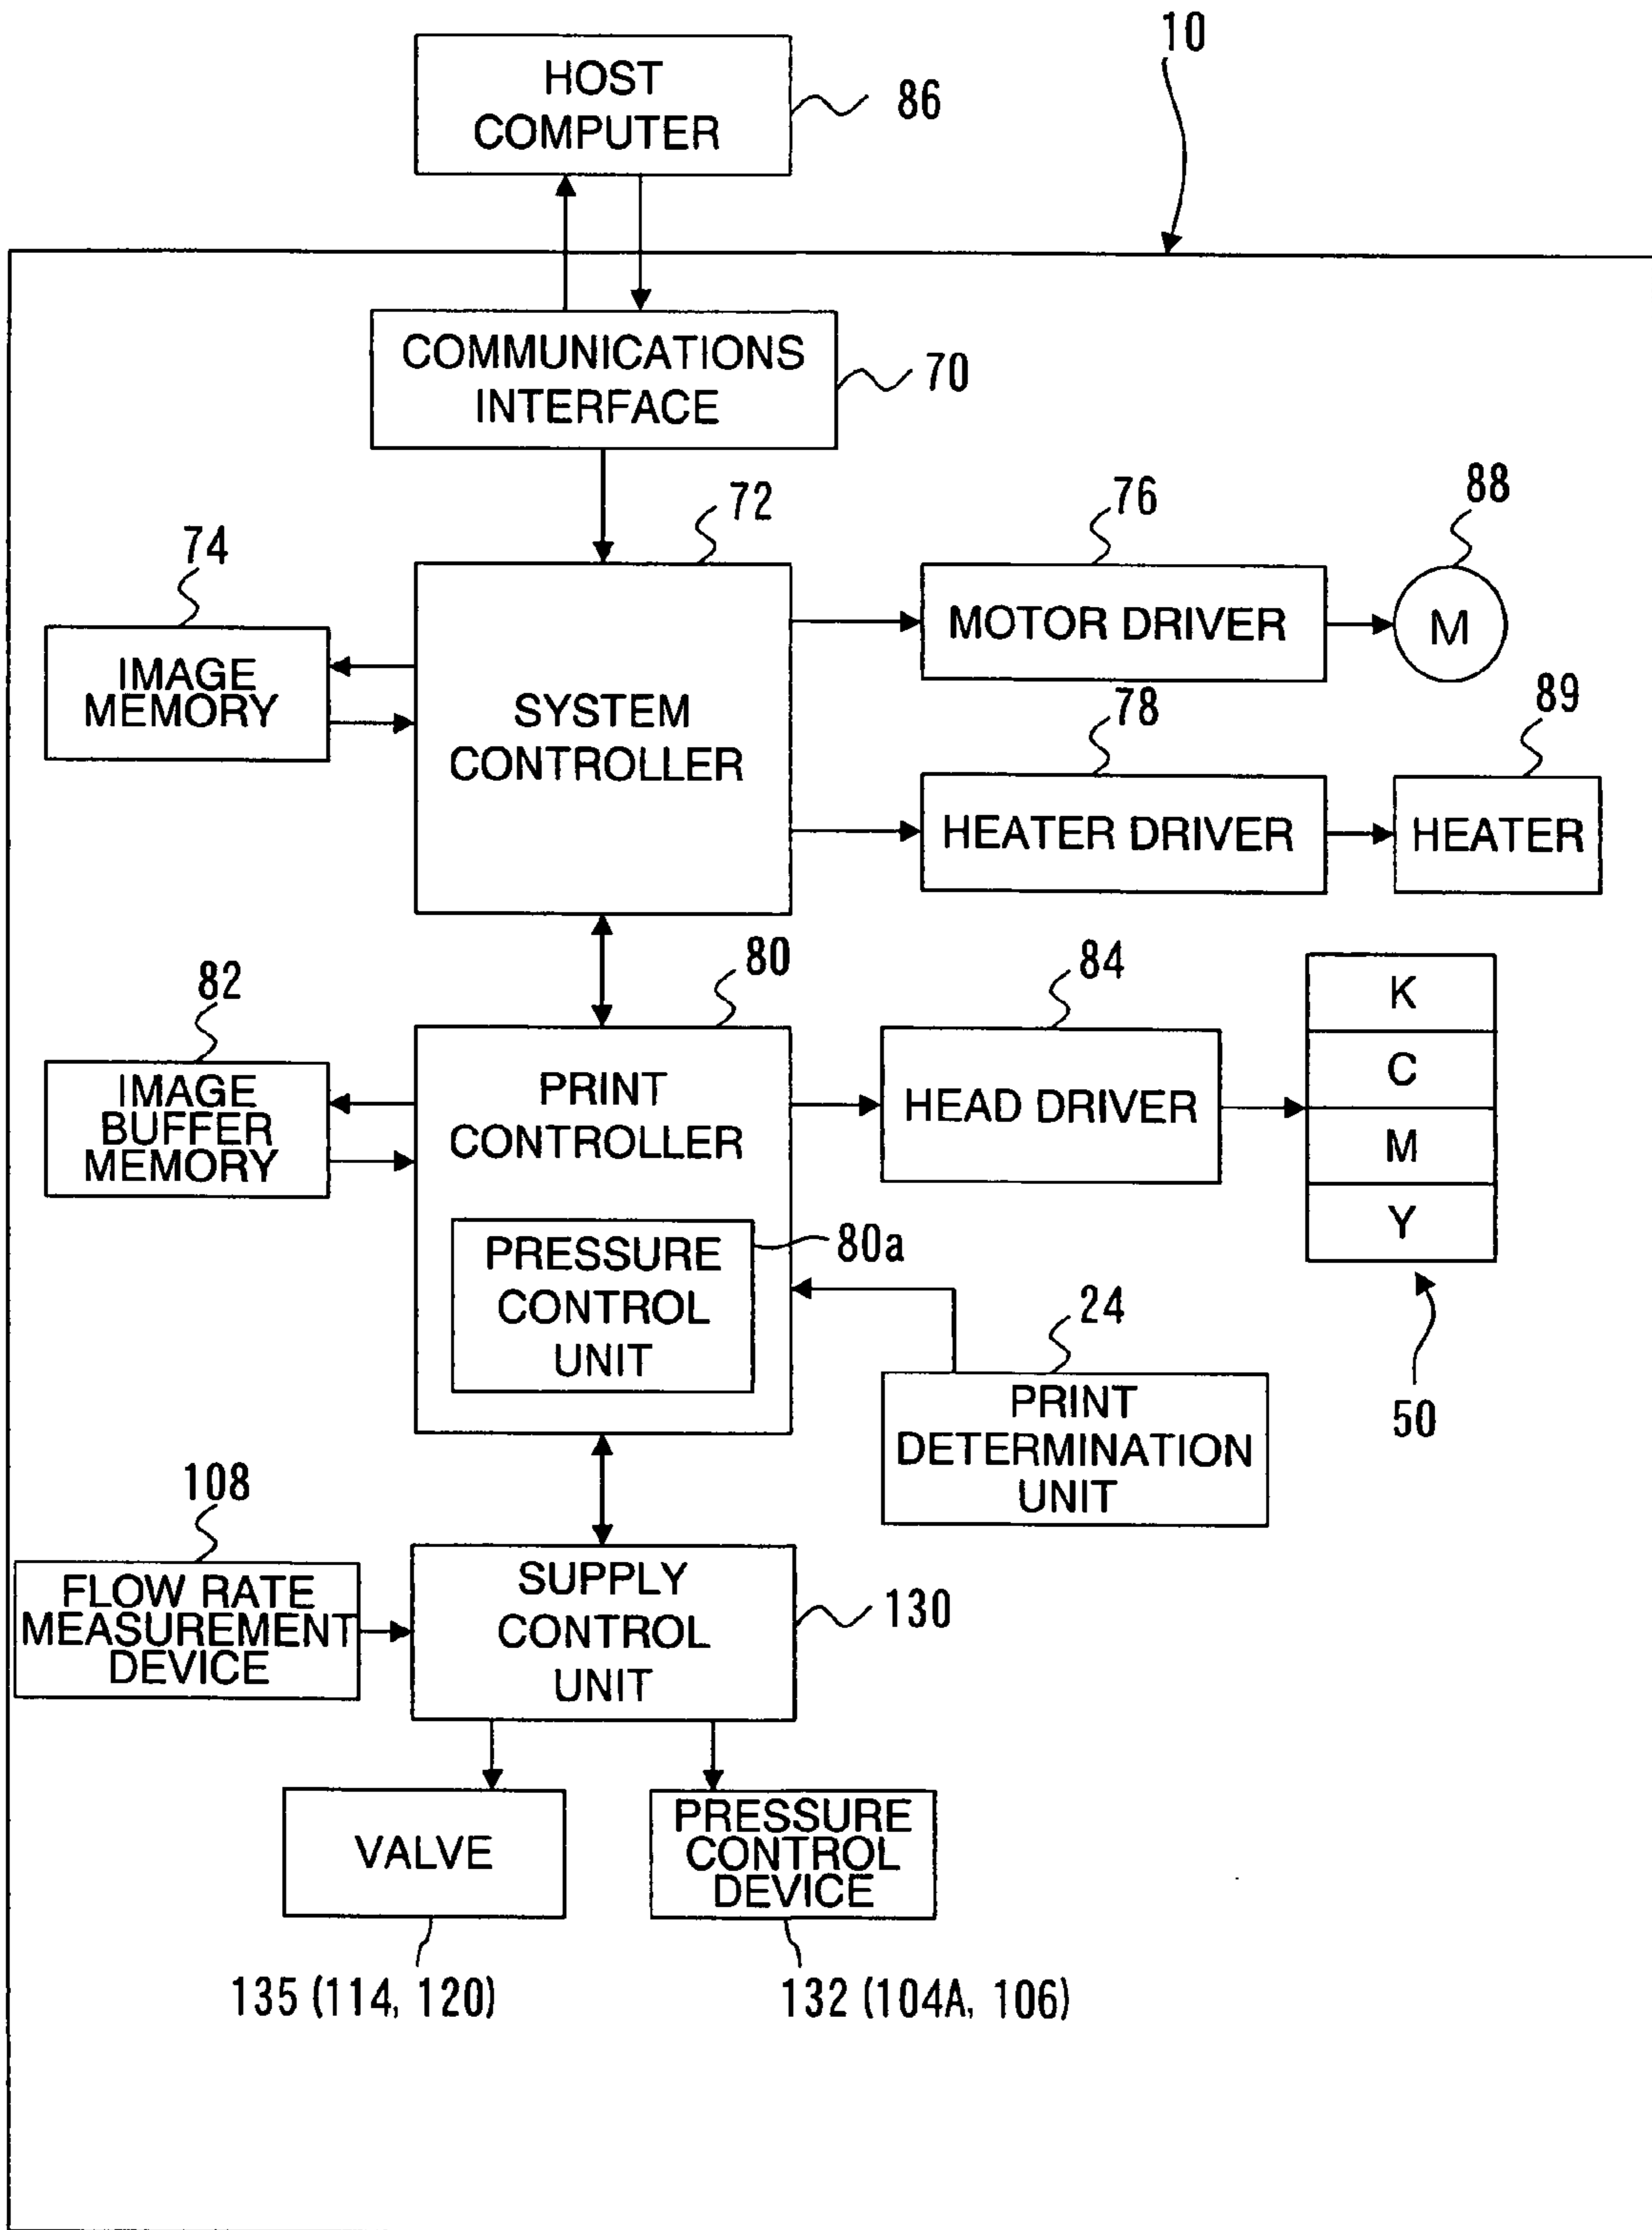 10
HOST
COMPUTER
86
COMMUNICATIONS
INTERFACE
70
72
76
88
74
MOTOR DRIVER
M
IMAGE
MEMORY
SYSTEM
CONTROLLER
78
89
HEATER DRIVER
HEATER
80
84
82
K
C
M
Y
IMAGE
BUFFER
MEMORY
PRINT
CONTROLLER
HEAD DRIVER
PRESSURE
CONTROL
UNIT
80a
24
50
PRINT
DETERMINATION
UNIT
108
FLOW RATE
MEASUREMENT
DEVICE
SUPPLY
CONTROL
UNIT
130
VALVE
PRESSURE
CONTROL
DEVICE
135 (114, 120)
132 (104A, 106)